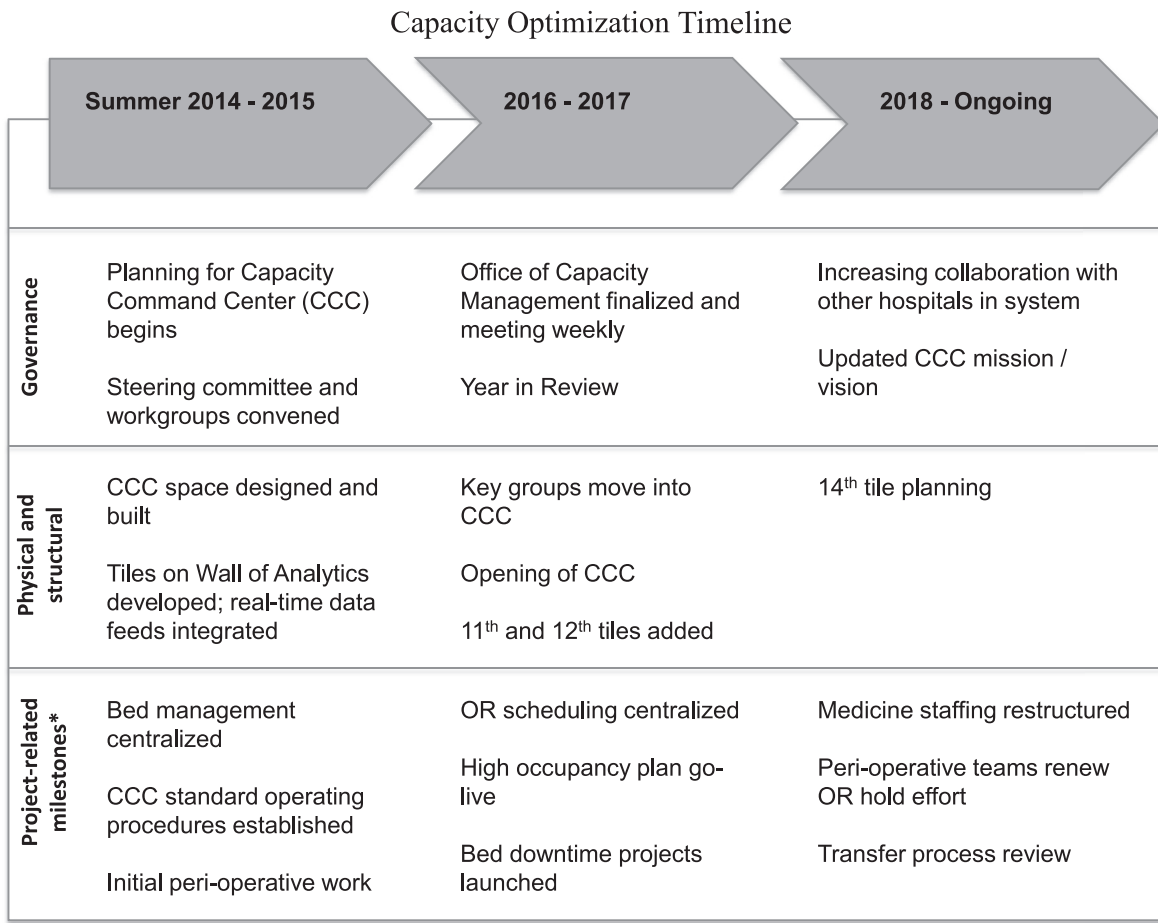 Capacity Optimization Timeline
Summer 2014 - 2015
2016 - 2017
2018 - Ongoing
Governance
Planning for Capacity
Command Center (CCC)
begins
Steering committee and
workgroups convened
Office of Capacity
Management finalized and
meeting weekly
Year in Review
Increasing collaboration with
other hospitals in system
Updated CCC mission /
vision
Physical and
structural
CCC space designed and
built
Tiles on Wall of Analytics
developed; real-time data
feeds integrated
Key groups move into
CCC
Opening of CCC
11th and 12th tiles added
14th tile planning
Project-related
milestones*
Bed management
centralized
CCC standard operating
procedures established
Initial peri-operative work
OR scheduling centralized
High occupancy plan go-
live
Bed downtime projects
launched
Medicine staffing restructured
Peri-operative teams renew
OR hold effort
Transfer process review